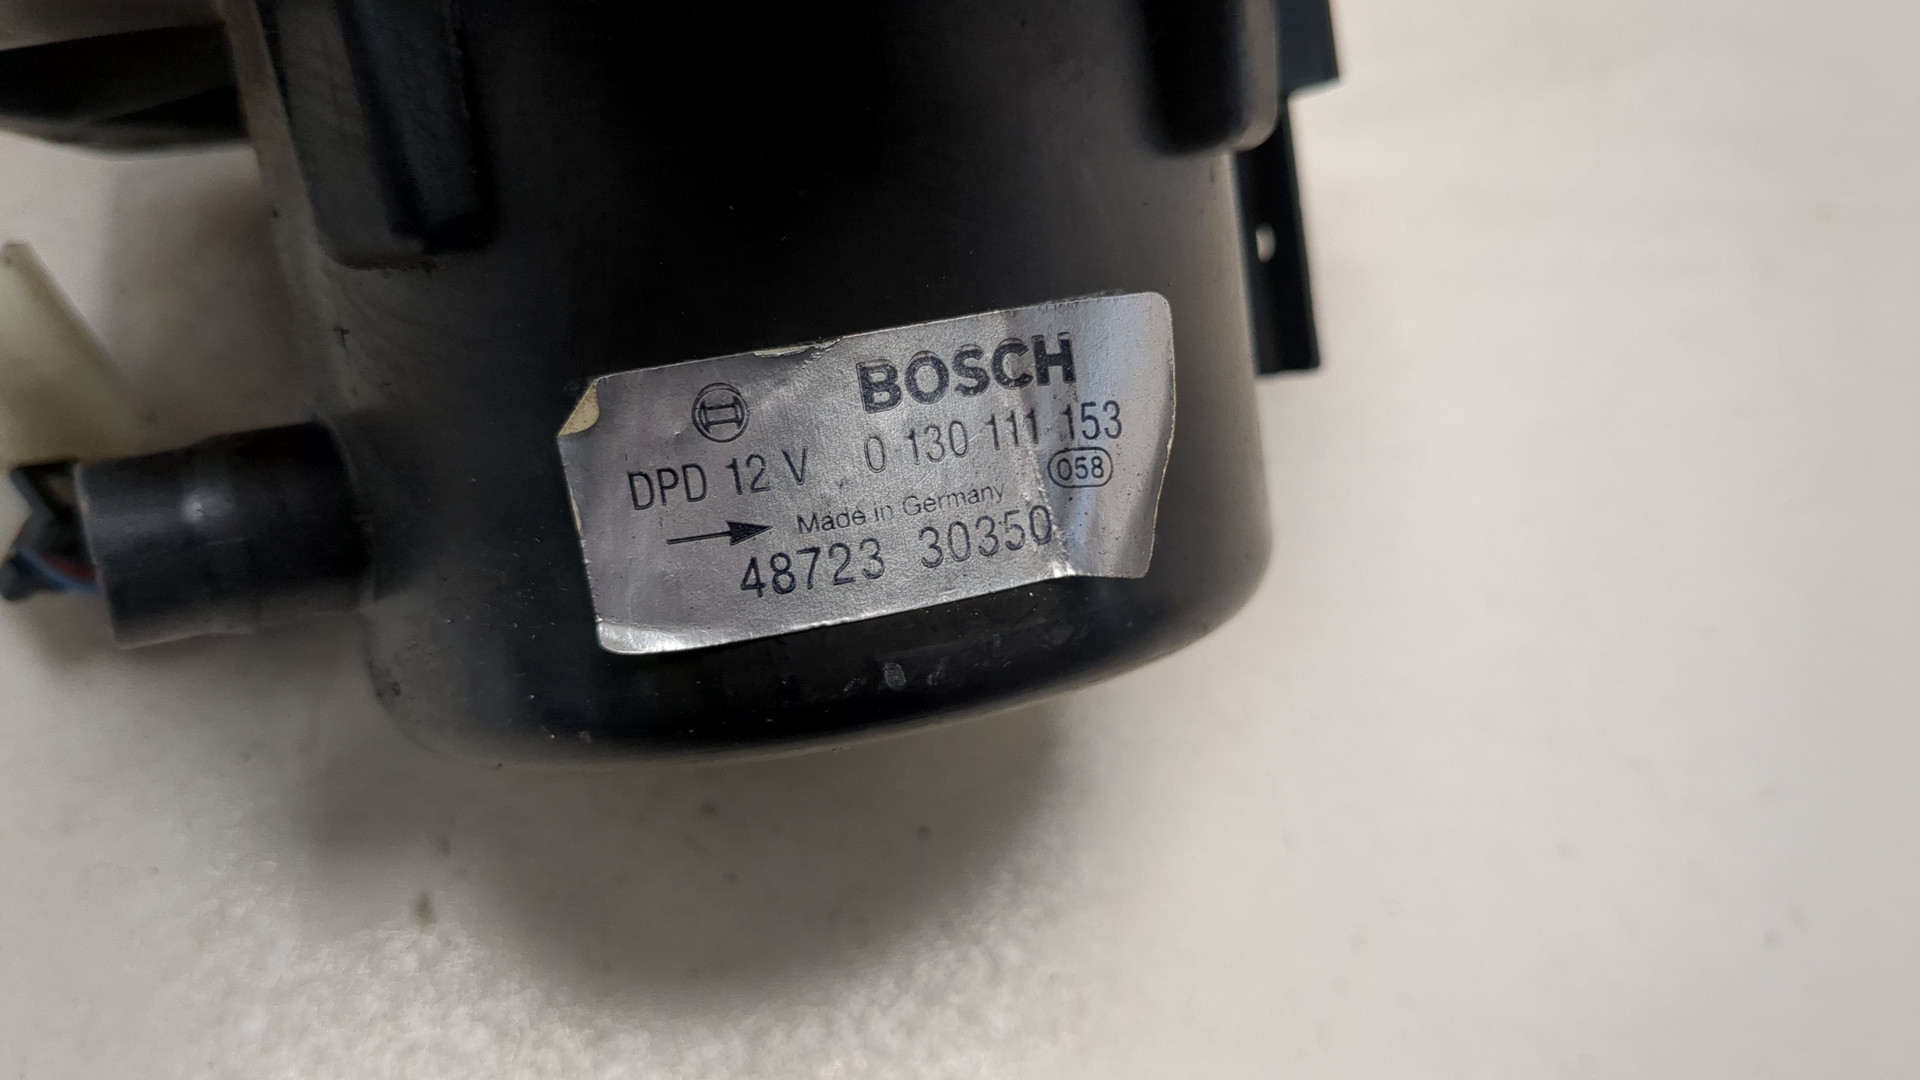 BOSCH
DPD 12 V 0 130 111 153
Made in Germany 058
48723 30350